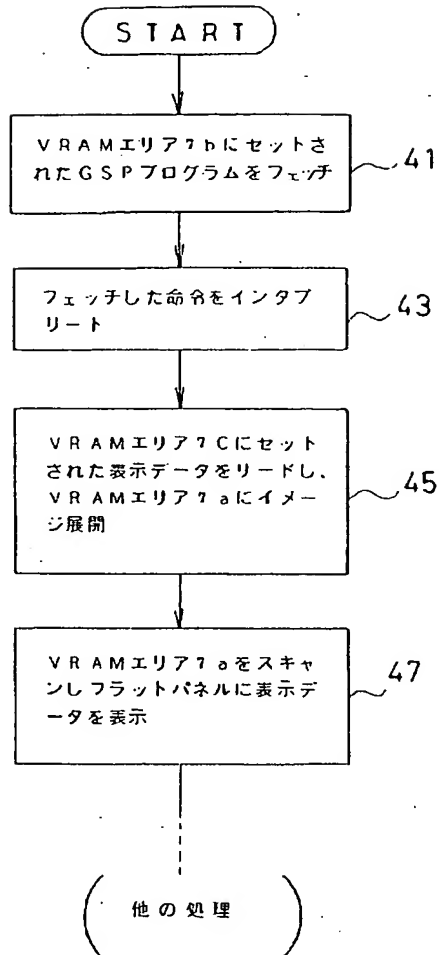 START
VRAMエリア7bにセットさ
れたGSPプログラムをフェッチ
41
フェッチした命令をインタプ
リート
43
VRAMエリア7Cにセット
された表示データをリードし、
VRAMエリア7aにイメー
ジ展開
45
VRAMエリア7aをスキャ
ンしフラットパネルに表示デ
ータを表示
47
他の処理